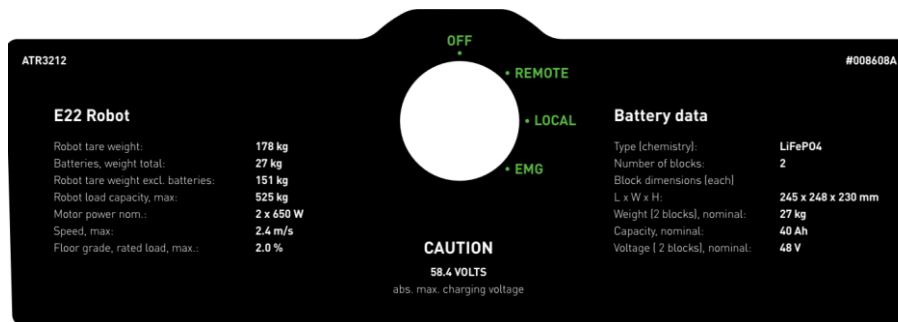 ATR3212
#008608A
OFF
REMOTE
LOCAL
EMG
E22 Robot
Robot tare weight: 178 kg
Batteries, weight total: 27 kg
Robot tare weight excl. batteries: 151 kg
Robot load capacity, max: 525 kg
Motor power nom.: 2 x 650 W
Speed, max: 2.4 m/s
Floor grade, rated load, max.: 2.0 %
CAUTION
58.4 VOLTS
abs. max. charging voltage
Battery data
Type (chemistry): LiFePO4
Number of blocks: 2
Block dimensions (each)
L x W x H: 245 x 248 x 230 mm
Weight (2 blocks), nominal: 27 kg
Capacity, nominal: 40 Ah
Voltage ( 2 blocks), nominal: 48 V